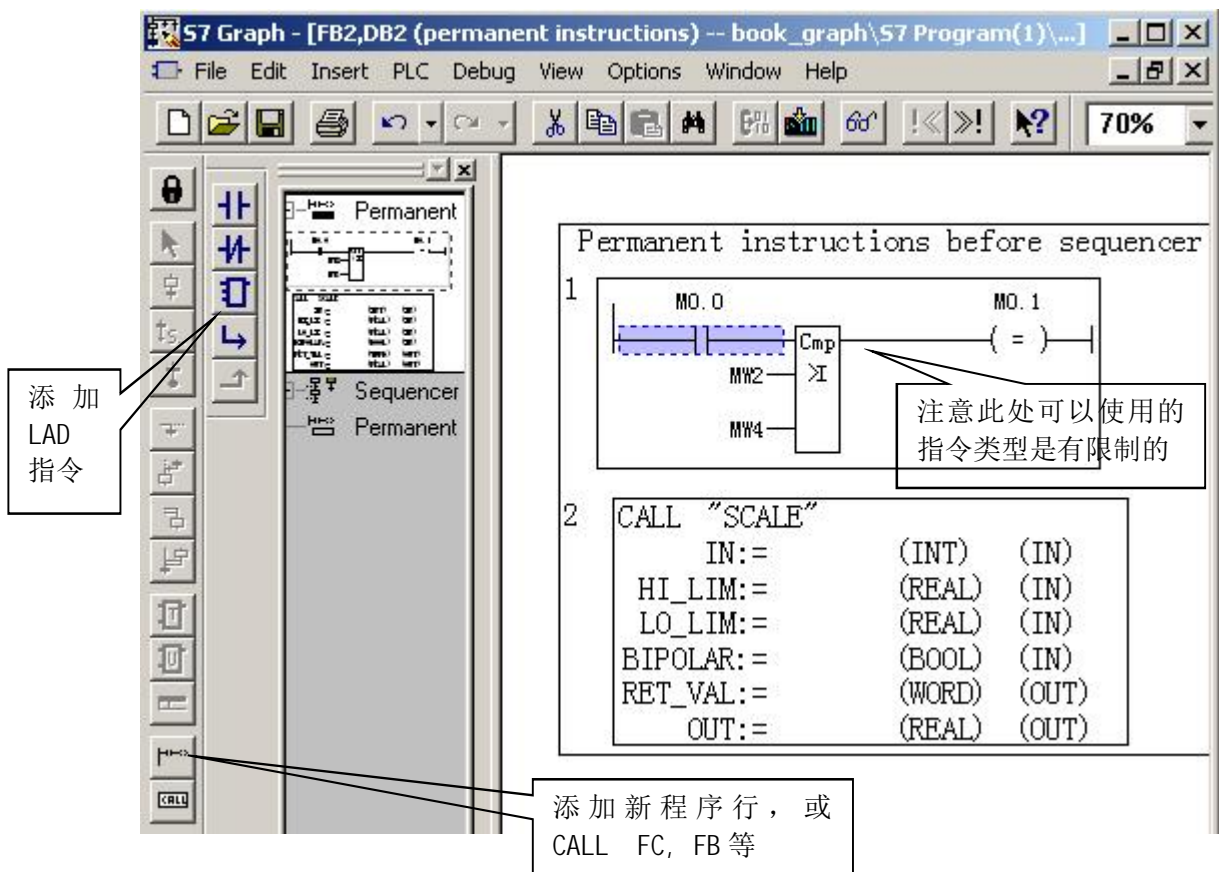 S7 Graph - [FB2,DB2 (permanent instructions) -- book_graph\S7 Program(1)\...]
File Edit Insert PLC Debug View Options Window Help
70%
Permanent
Sequencer
Permanent
添加
LAD
指令
CALL
Permanent instructions before sequencer
1
M0.0
M0.1
Cmp
( = )
MW2
>I
MW4
注意此处可以使用的
指令类型是有限制的
2
CALL "SCALE"
IN:= (INT) (IN)
HI_LIM:= (REAL) (IN)
LO_LIM:= (REAL) (IN)
BIPOLAR:= (BOOL) (IN)
RET_VAL:= (WORD) (OUT)
OUT:= (REAL) (OUT)
添加新程序行，或
CALL FC, FB等